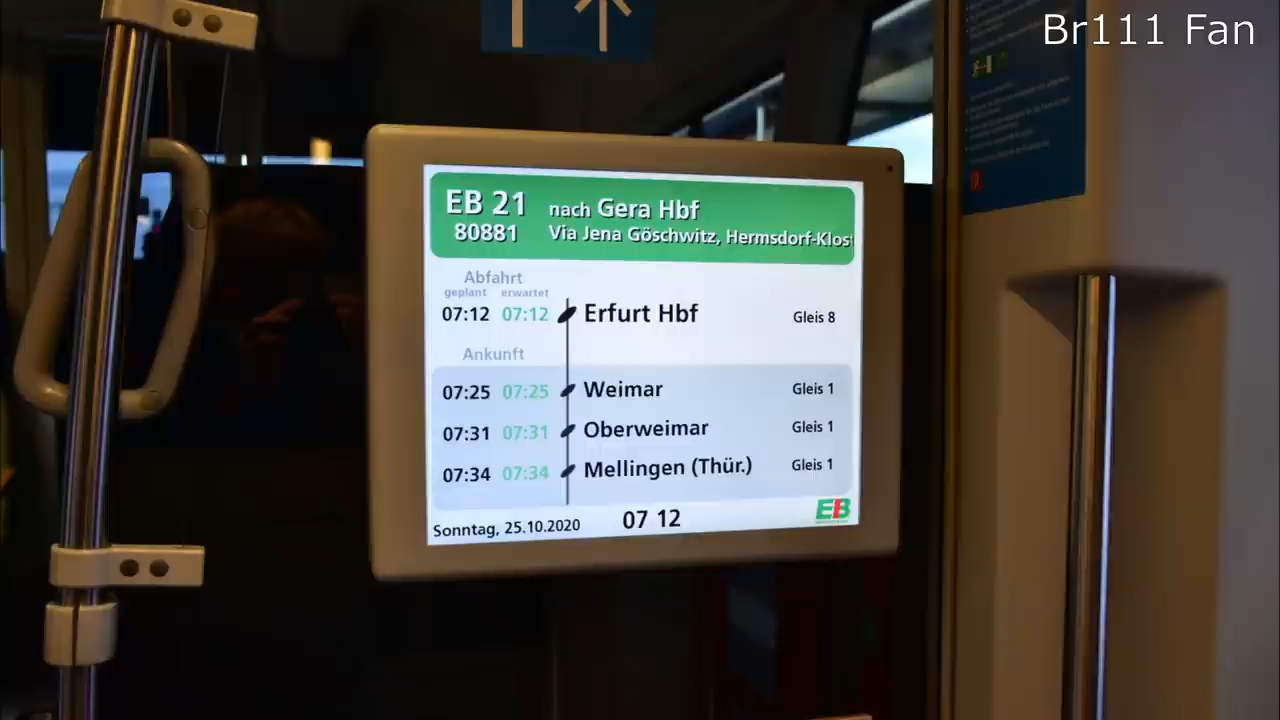 Br111 Fan
EB 21 nach Gera Hbf
80881 Via Jena Göschwitz, Hermsdorf-Klos
Abfahrt
geplant erwartet
07:12 07:12 Erfurt Hbf Gleis 8
Ankunft
07:25 07:25 Weimar Gleis 1
07:31 07:31 Oberweimar Gleis 1
07:34 07:34 Mellingen (Thür.) Gleis 1
Sonntag, 25.10.2020 07 12 EB